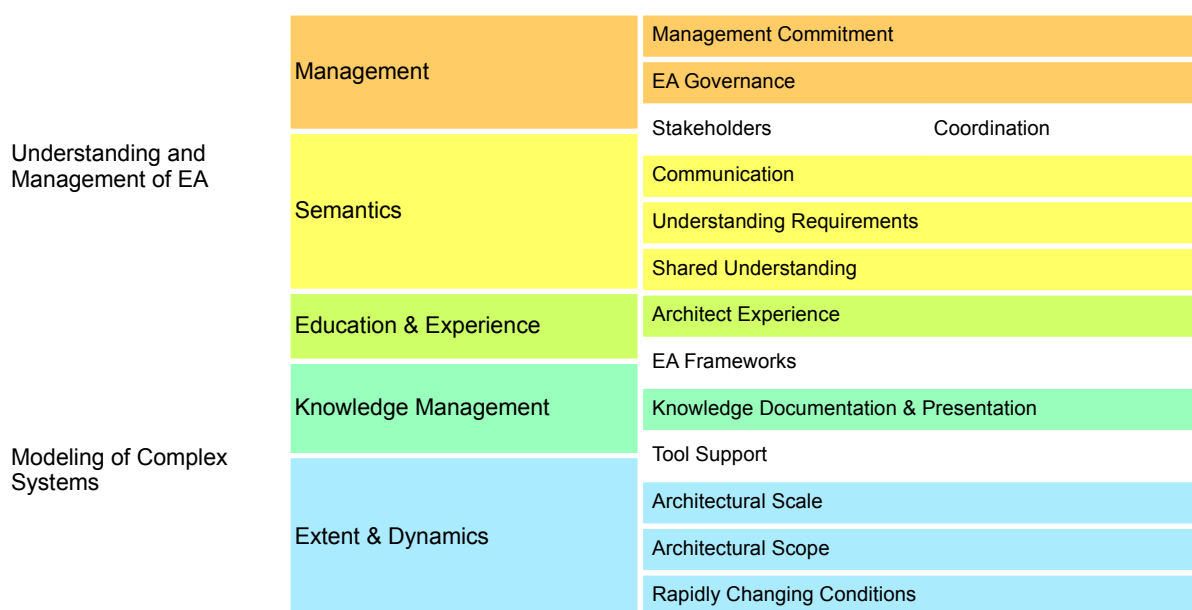 Understanding and
Management of EA
Modeling of Complex
Systems
Management
Semantics
Education & Experience
Knowledge Management
Extent & Dynamics
Management Commitment
EA Governance
Stakeholders Coordination
Communication
Understanding Requirements
Shared Understanding
Architect Experience
EA Frameworks
Knowledge Documentation & Presentation
Tool Support
Architectural Scale
Architectural Scope
Rapidly Changing Conditions